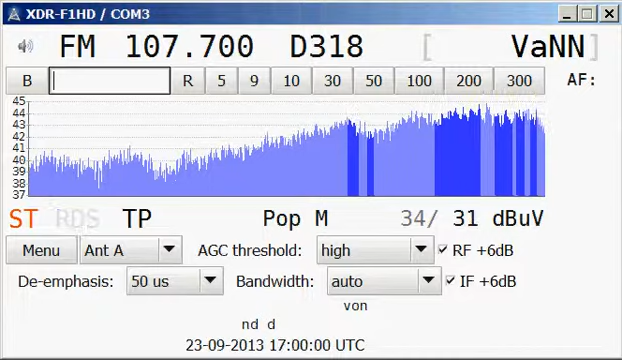 XDR-F1HD / COM3
FM 107.700 D318 [ VaNN]
B R 5 9 10 30 50 100 200 300 AF:
45
44
43
42
41
40
39
38
37
ST RDS TP Pop M 34/ 31 dBuV
Menu Ant A AGC threshold: high RF +6dB
De-emphasis: 50 us Bandwidth: auto IF +6dB
von
nd d
23-09-2013 17:00:00 UTC